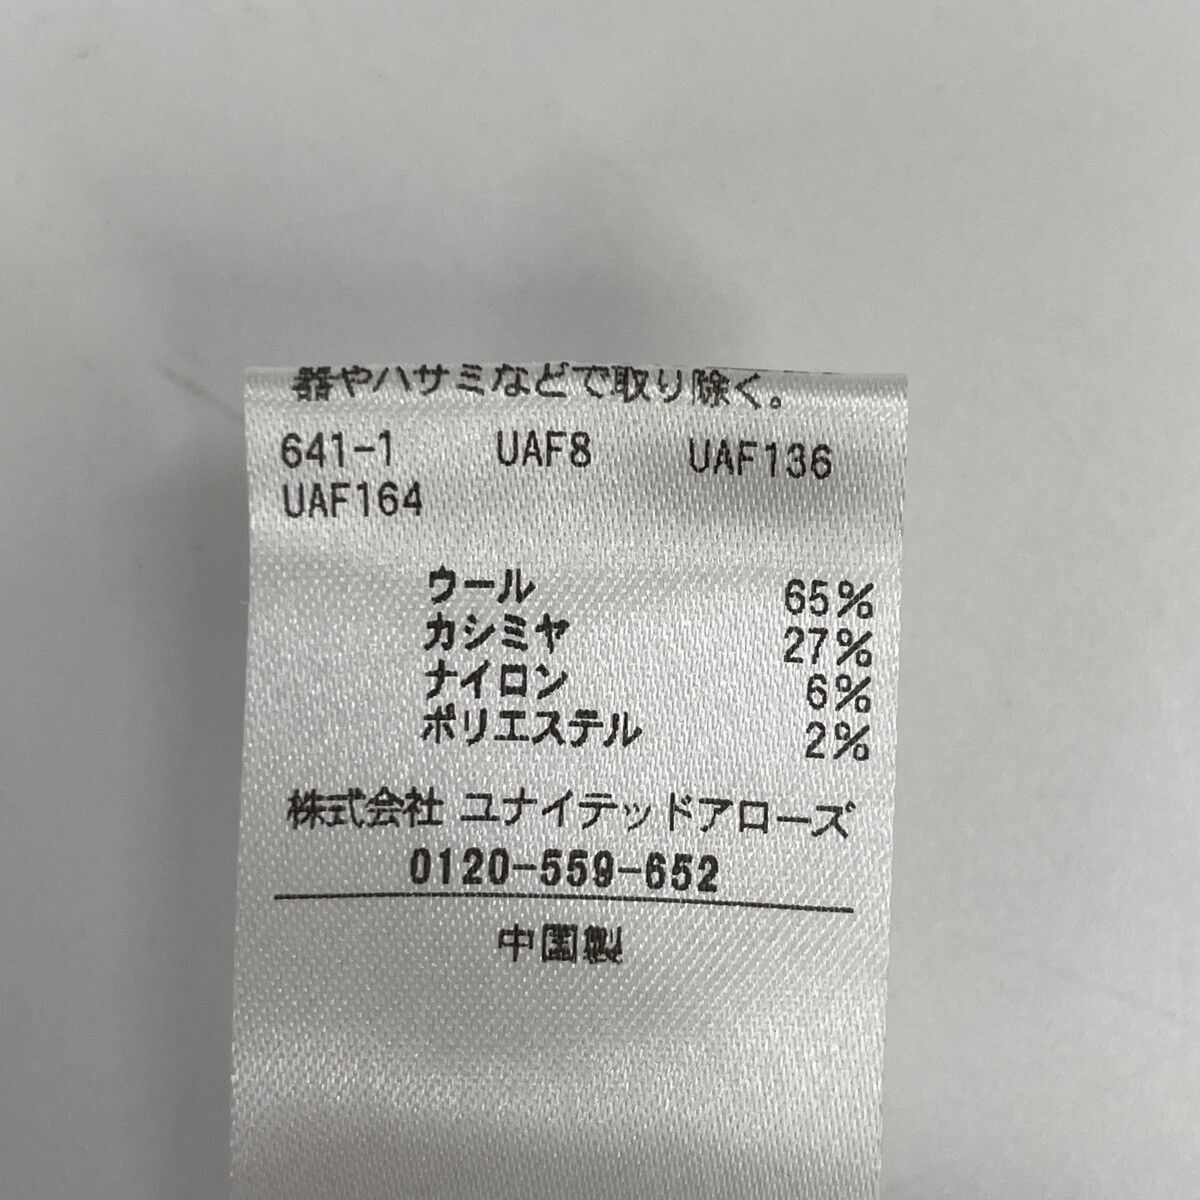 器やハサミなどで取り除く。
641-1 UAF8 UAF136
UAF164
ウール 65%
カシミヤ 27%
ナイロン 6%
ポリエステル 2%
株式会社 ユナイテッドアローズ
0120-559-652
中国製